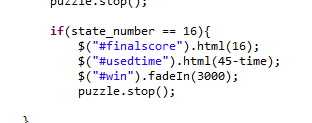 puzzle.stop();
if(state_number == 16){
$("#finalscore").html(16);
$("#usedtime").html(45-time);
$("#win").fadeIn(3000);
puzzle.stop();
}